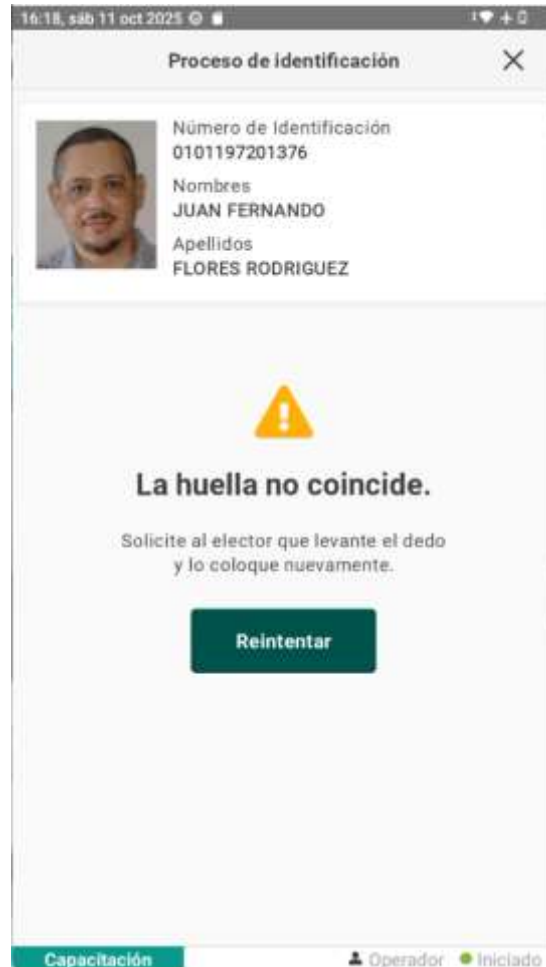 16:18, sáb 11 oct 2025
Proceso de identificación
Número de Identificación
0101197201376
Nombres
JUAN FERNANDO
Apellidos
FLORES RODRIGUEZ
La huella no coincide.
Solicite al elector que levante el dedo
y lo coloque nuevamente.
Reintentar
Capacitación
Operador
Iniciado